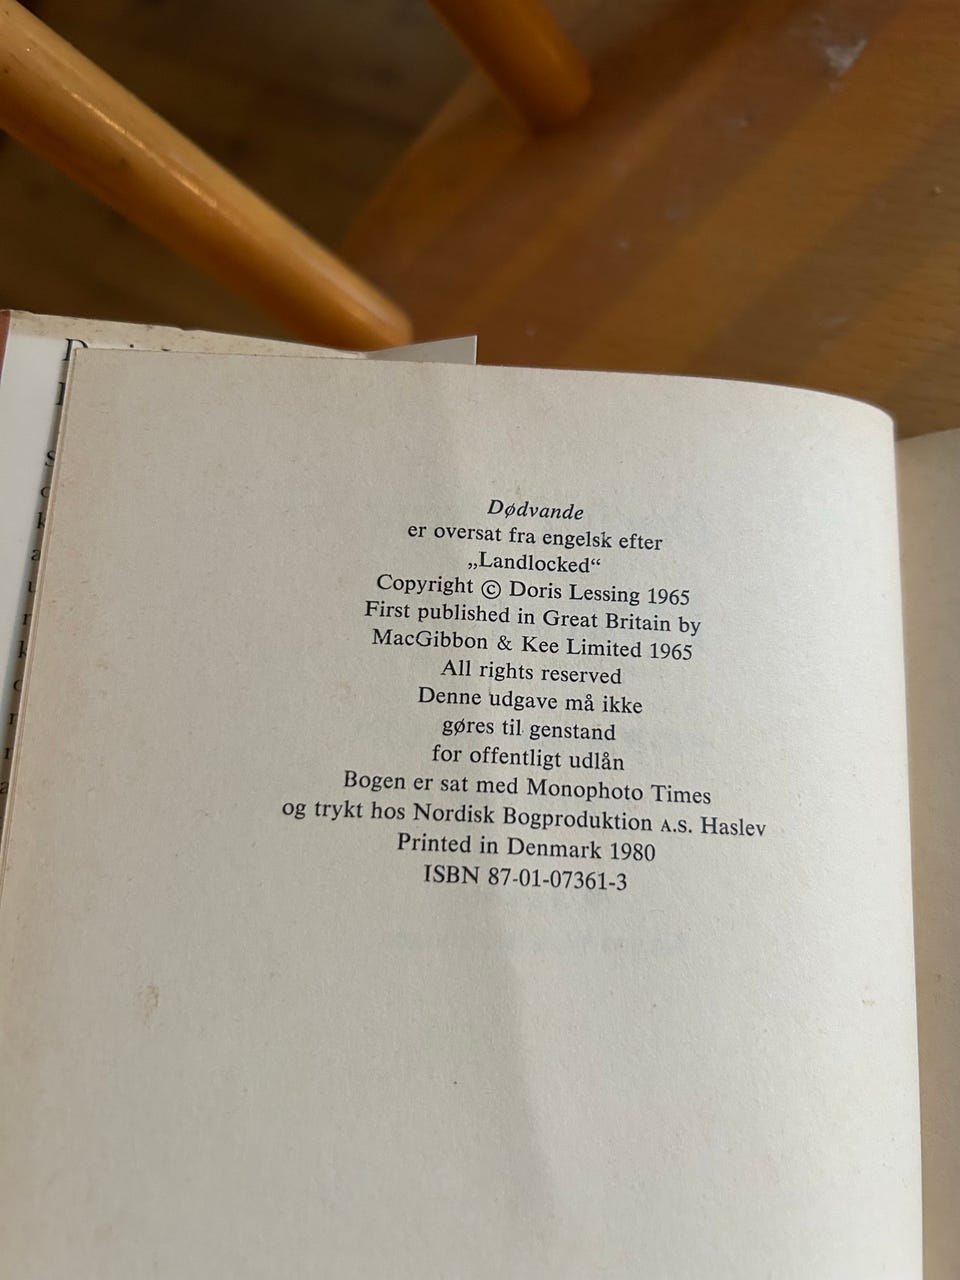 Dødvande
er oversat fra engelsk efter
„Landlocked“
Copyright © Doris Lessing 1965
First published in Great Britain by
MacGibbon & Kee Limited 1965
All rights reserved
Denne udgave må ikke
gøres til genstand
for offentligt udlån
Bogen er sat med Monophoto Times
og trykt hos Nordisk Bogproduktion A.S. Haslev
Printed in Denmark 1980
ISBN 87-01-07361-3